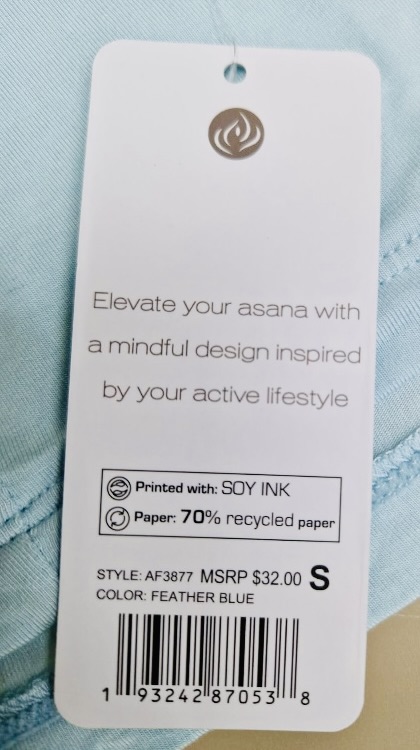 Elevate your asana with
a mindful design inspired
by your active lifestyle
Printed with: SOY INK
Paper: 70% recycled paper
STYLE: AF3877 MSRP $32.00 S
COLOR: FEATHER BLUE
1 93242 87053 8